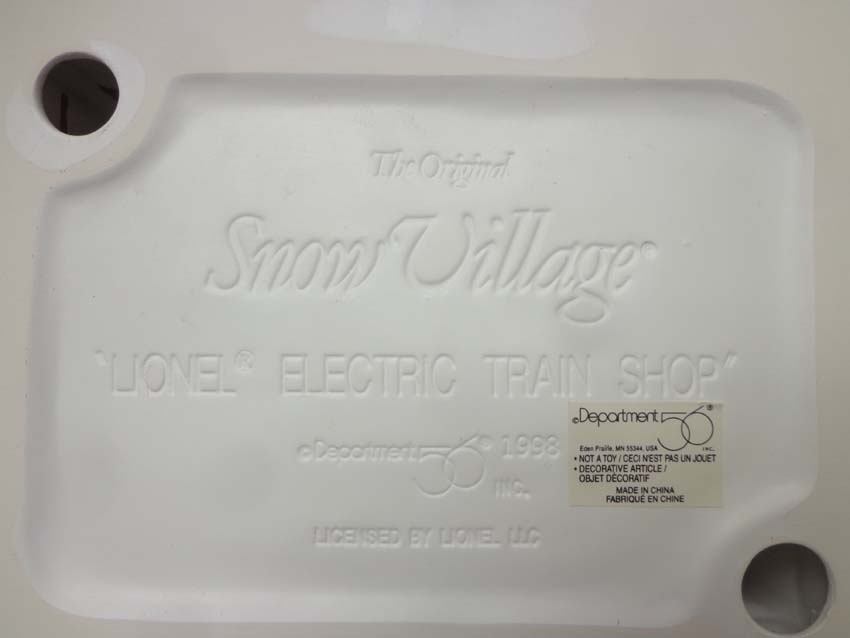 The Original
Snow Village®
"LIONEL® ELECTRIC TRAIN SHOP"
©Department 56® 1998
INC.
LICENSED BY LIONEL LLC
©Department 56®
Eden Prairie, MN 55344, USA INC.
• NOT A TOY / CECI N'EST PAS UN JOUET
• DECORATIVE ARTICLE /
OBJET DÉCORATIF
MADE IN CHINA
FABRIQUÉ EN CHINE